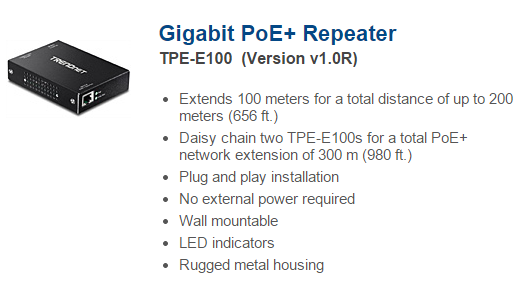 Gigabit PoE+ Repeater
TPE-E100 (Version v1.0R)
TRENDNET
• Extends 100 meters for a total distance of up to 200
meters (656 ft.)
• Daisy chain two TPE-E100s for a total PoE+
network extension of 300 m (980 ft.)
• Plug and play installation
• No external power required
• Wall mountable
• LED indicators
• Rugged metal housing